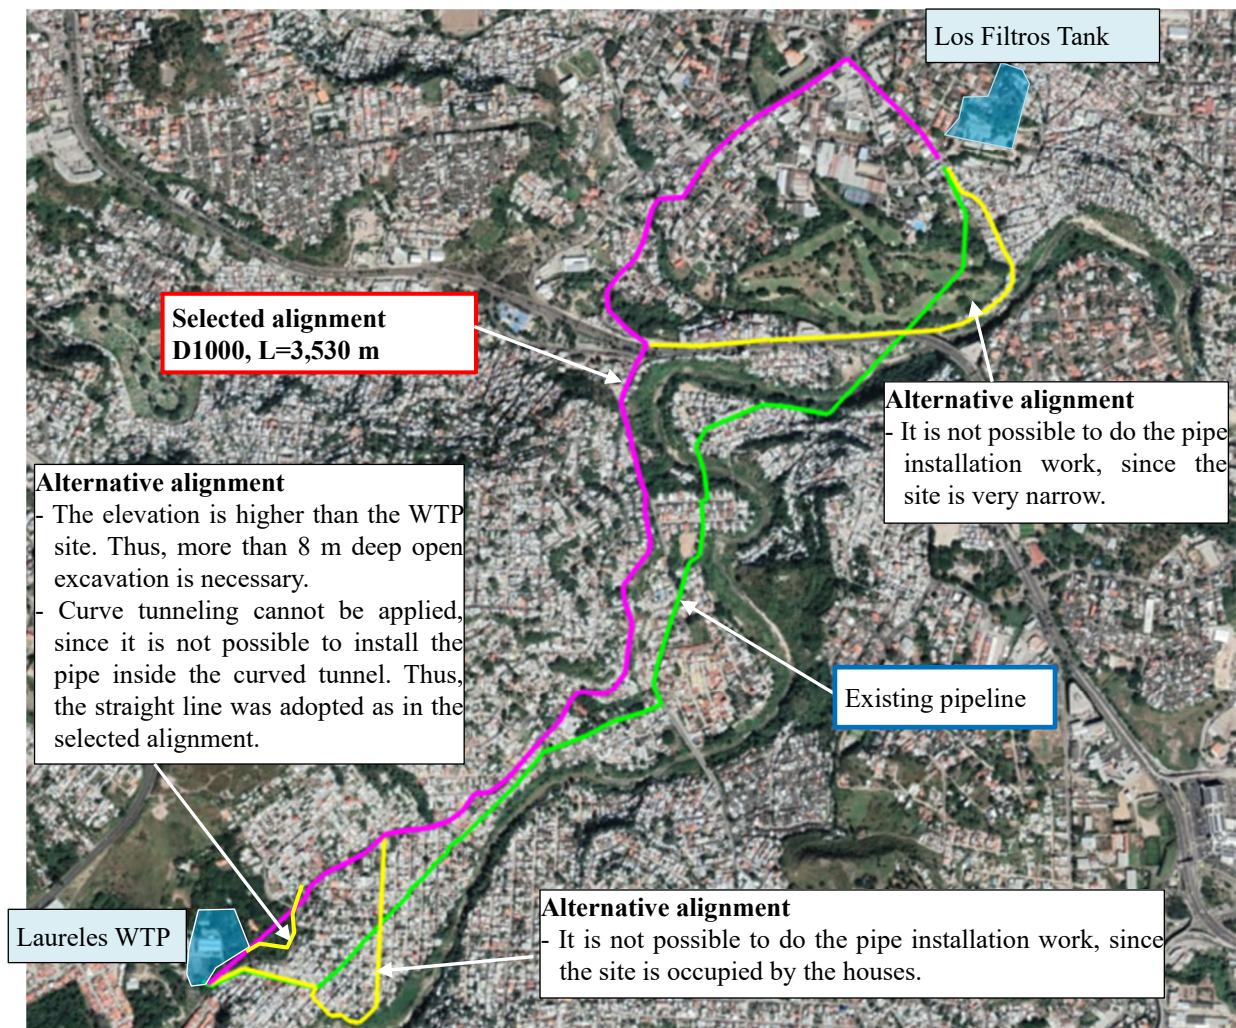 Los Filtros Tank
Selected alignment
D1000, L=3,530 m
Alternative alignment
- It is not possible to do the pipe
installation work, since the
site is very narrow.
Alternative alignment
- The elevation is higher than the WTP
site. Thus, more than 8 m deep open
excavation is necessary.
- Curve tunneling cannot be applied,
since it is not possible to install the
pipe inside the curved tunnel. Thus,
the straight line was adopted as in the
selected alignment.
Existing pipeline
Alternative alignment
- It is not possible to do the pipe installation work, since
the site is occupied by the houses.
Laureles WTP